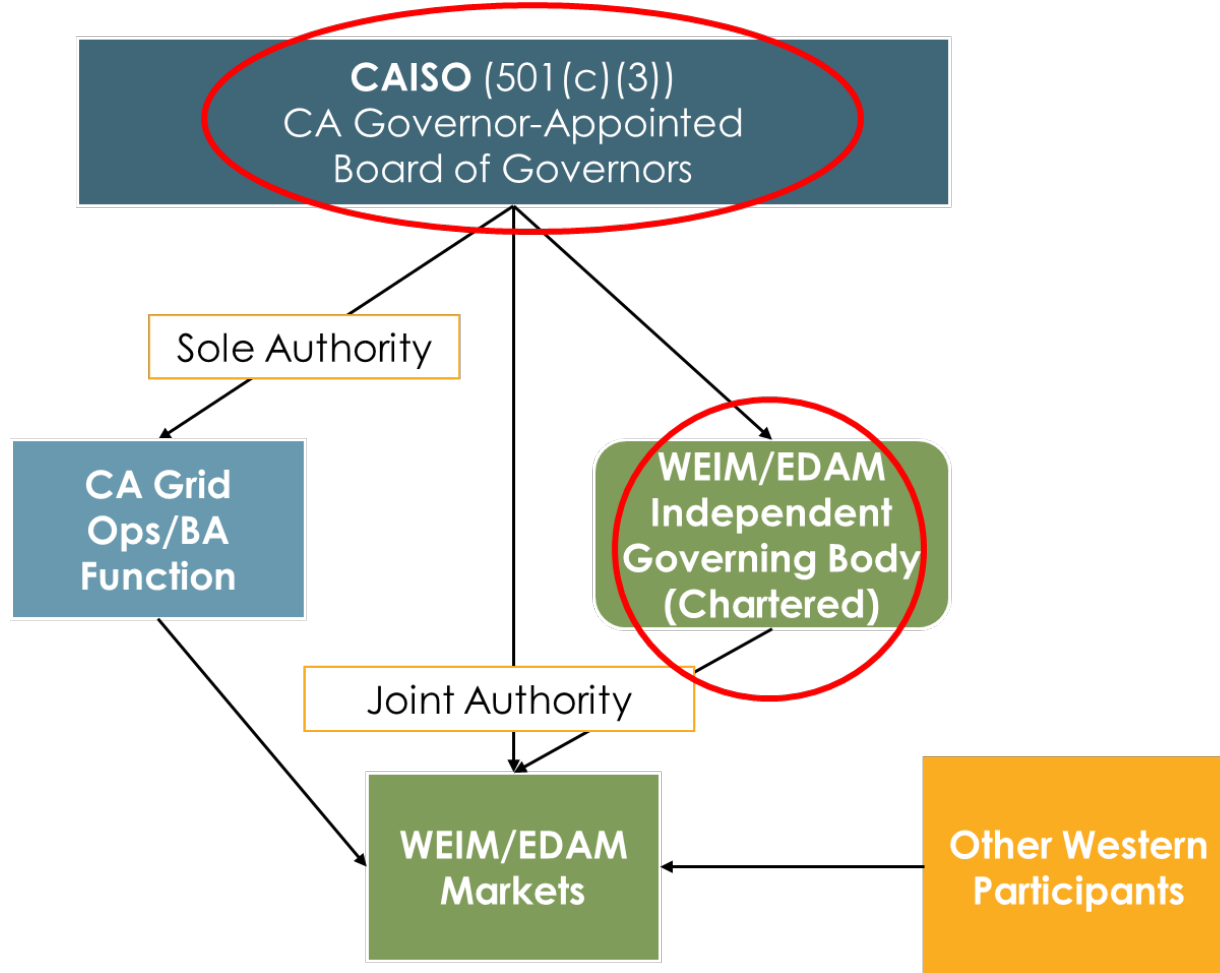 CAISO (501(c)(3))
CA Governor-Appointed
Board of Governors
Sole Authority
CA Grid
Ops/BA
Function
WEIM/EDAM
Independent
Governing Body
(Chartered)
Joint Authority
WEIM/EDAM
Markets
Other Western
Participants